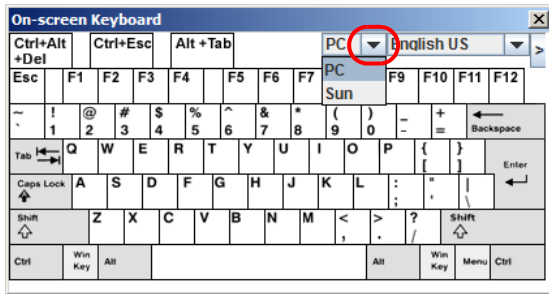 On-screen Keyboard
Ctrl+Alt +Del Ctrl+Esc Alt +Tab PC English US >
PC
Sun
Esc F1 F2 F3 F4 F5 F6 F7 F9 F10 F11 F12
~ ! @ # $ % ^ & * ( ) _ +
` 1 2 3 4 5 6 7 8 9 0 - = Backspace
Tab Q W E R T Y U I O P { }
[ ] Enter
Caps Lock A S D F G H J K L : " |
; ' \
Shift Z X C V B N M < > ? Shift
, . /
Ctrl Win Key Alt Alt Win Key Menu Ctrl